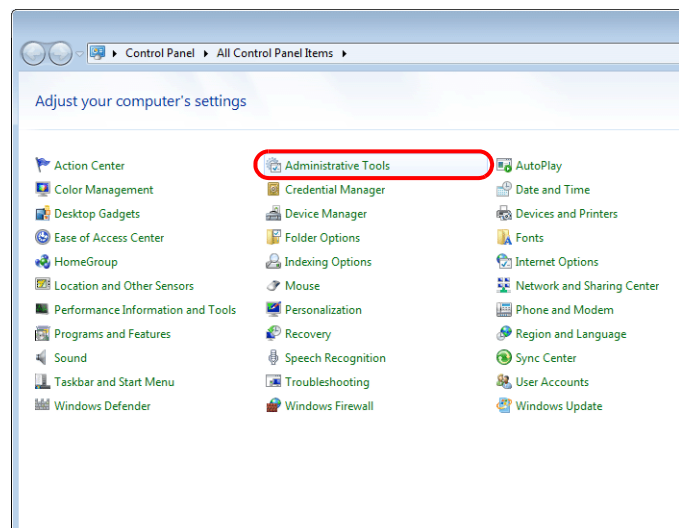 Control Panel ▸ All Control Panel Items ▸
Adjust your computer's settings
Action Center
Administrative Tools
AutoPlay
Color Management
Credential Manager
Date and Time
Desktop Gadgets
Device Manager
Devices and Printers
Ease of Access Center
Folder Options
Fonts
HomeGroup
Indexing Options
Internet Options
Location and Other Sensors
Mouse
Network and Sharing Center
Performance Information and Tools
Personalization
Phone and Modem
Programs and Features
Recovery
Region and Language
Sound
Speech Recognition
Sync Center
Taskbar and Start Menu
Troubleshooting
User Accounts
Windows Defender
Windows Firewall
Windows Update